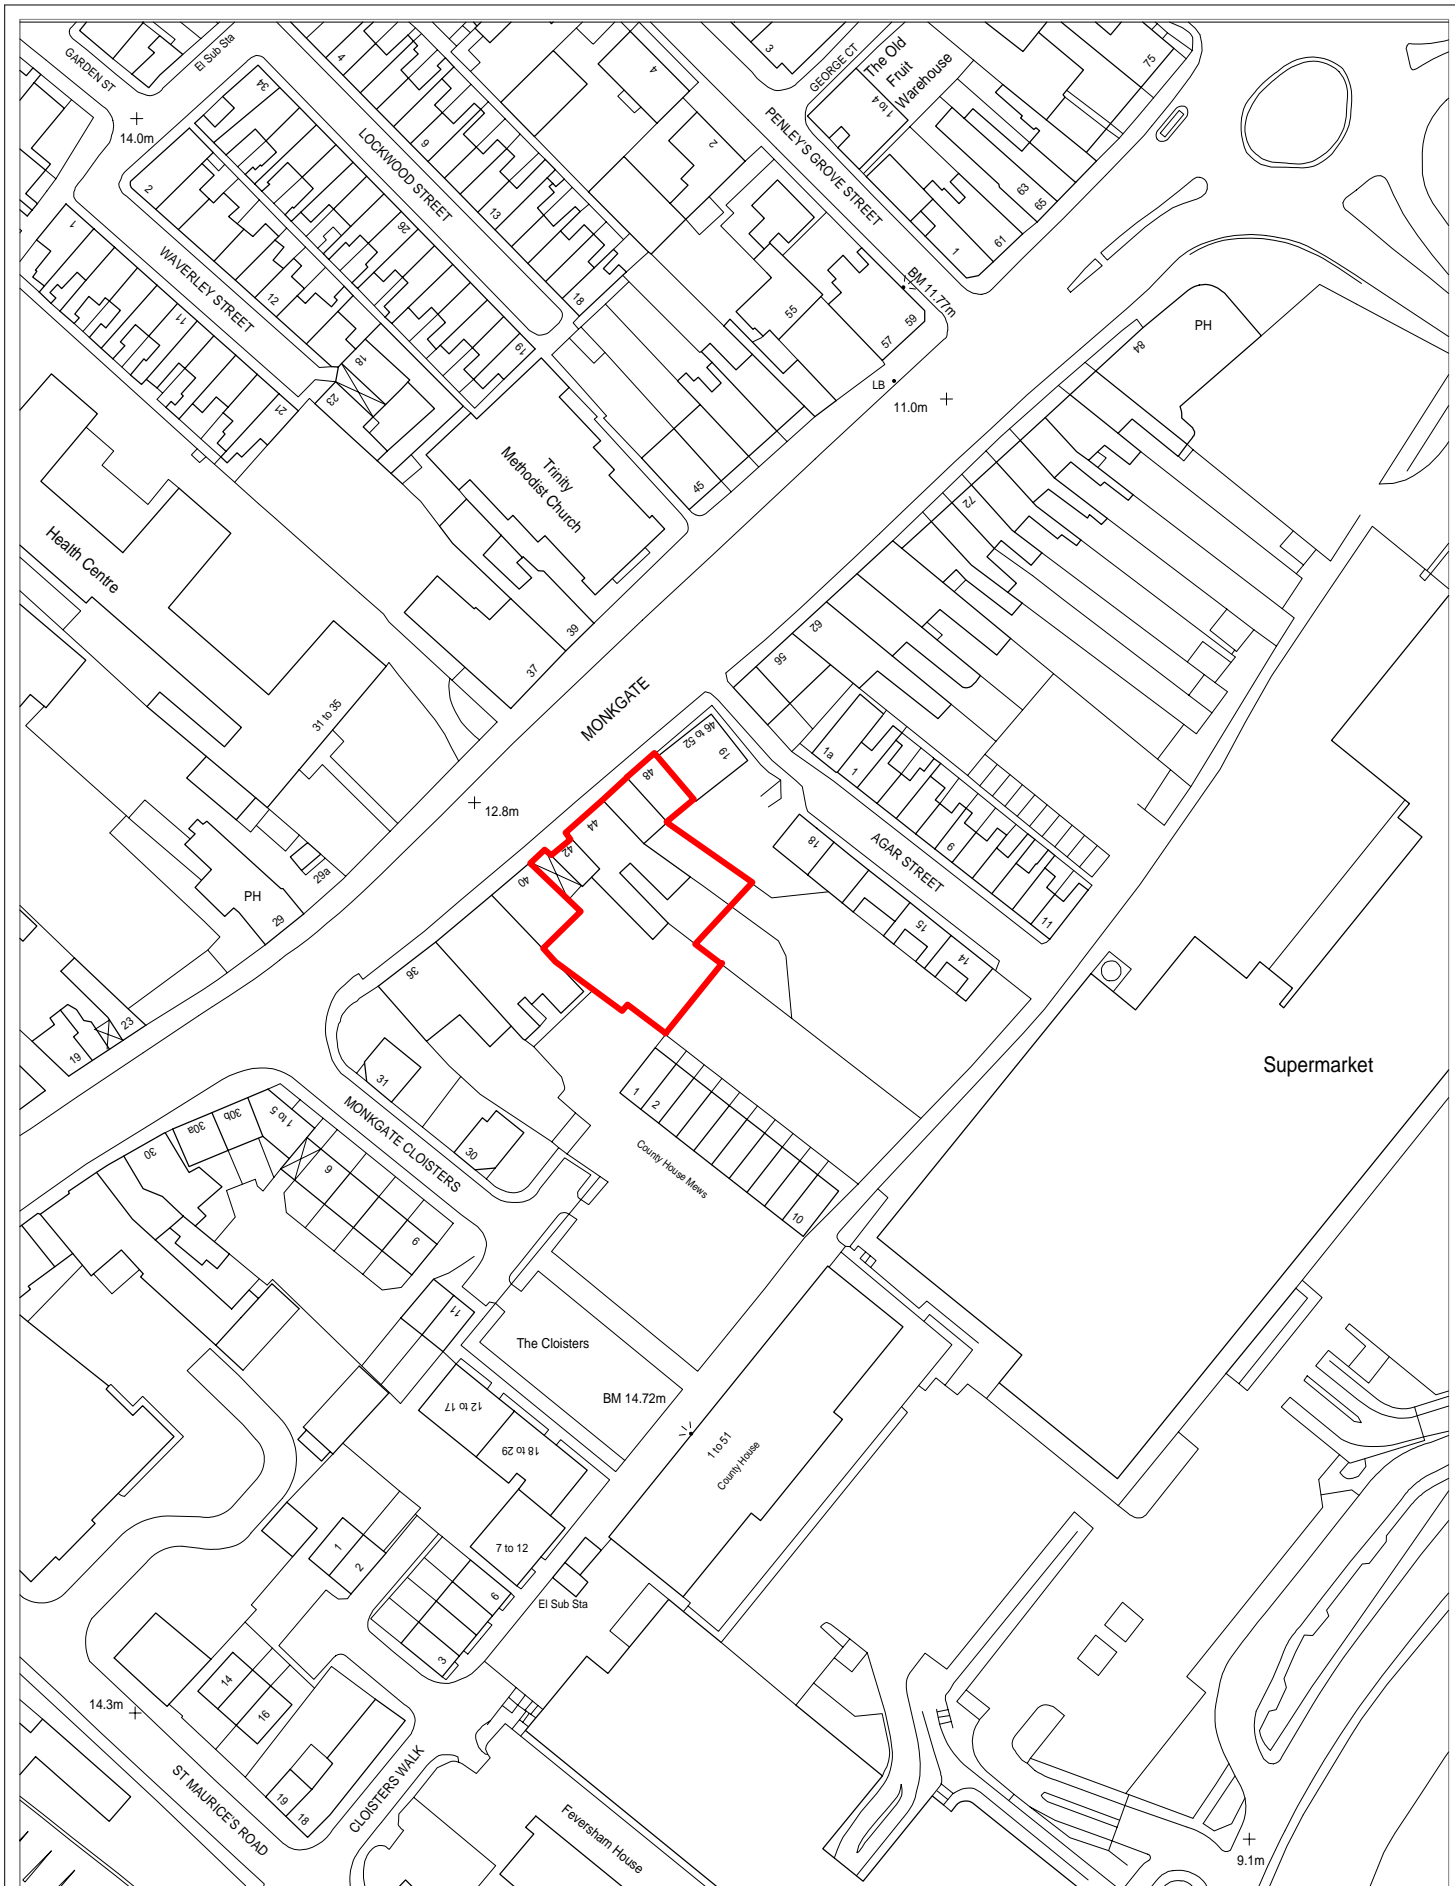 GARDEN ST
El Sub Sta
14.0m
34
4
LOCKWOOD STREET
9
13
18
26
19
2
WAVERLEY STREET
12
18
1
11
21
23
4
2
3
GEORGE CT
The Old
Fruit
Warehouse
1 to 4
PENLEY'S GROVE STREET
75
63
65
61
1
BM 11.77m
59
57
55
LB
11.0m
45
PH
84
72
62
56
Trinity
Methodist Church
39
37
Health Centre
31 to 35
MONKGATE
12.8m
PH
29a
29
23
19
46 to 52
19
48
44
42
40
36
1a
1
6
11
AGAR STREET
18
15
14
Supermarket
31
30
MONKGATE CLOISTERS
1
2
County House Mews
10
30
30a
30b
1 to 5
9
6
11
The Cloisters
BM 14.72m
12 to 17
18 to 29
7 to 12
1 to 51
County House
El Sub Sta
1
2
6
3
14
16
14.3m
ST MAURICE'S ROAD
19
18
CLOISTERS WALK
Feversham House
9.1m